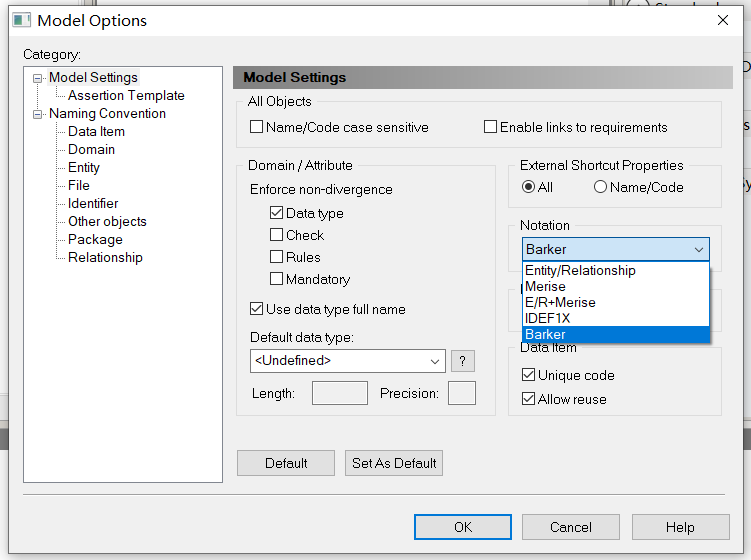 Model Options
Category:
Model Settings
Assertion Template
Naming Convention
Data Item
Domain
Entity
File
Identifier
Other objects
Package
Relationship
Model Settings
All Objects
Name/Code case sensitive
Enable links to requirements
Domain / Attribute
Enforce non-divergence
Data type
Check
Rules
Mandatory
Use data type full name
Default data type:
<Undefined>
?
Length:
Precision:
External Shortcut Properties
All
Name/Code
Notation
Barker
Entity/Relationship
Merise
E/R+Merise
IDEF1X
Barker
Data Item
Unique code
Allow reuse
Default
Set As Default
OK
Cancel
Help